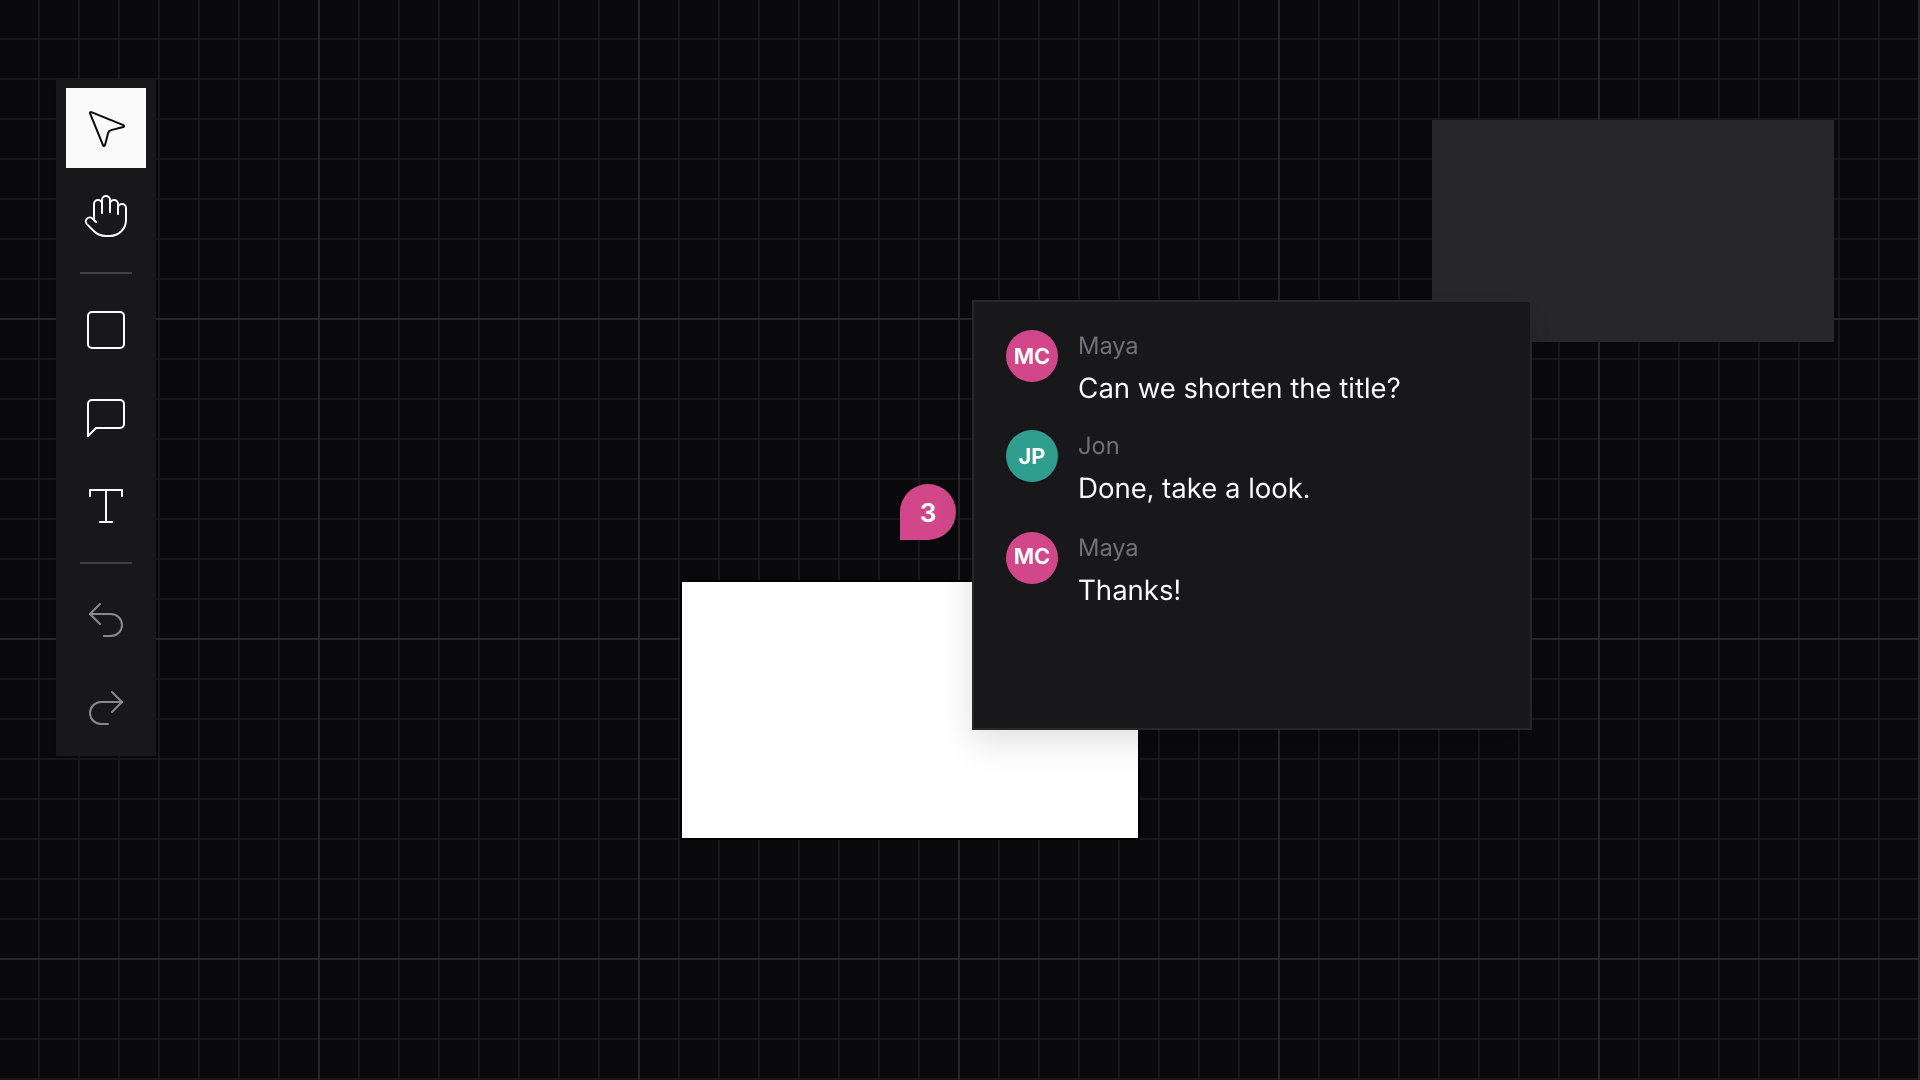 MC
Maya
Can we shorten the title?
JP
Jon
Done, take a look.
3
MC
Maya
Thanks!